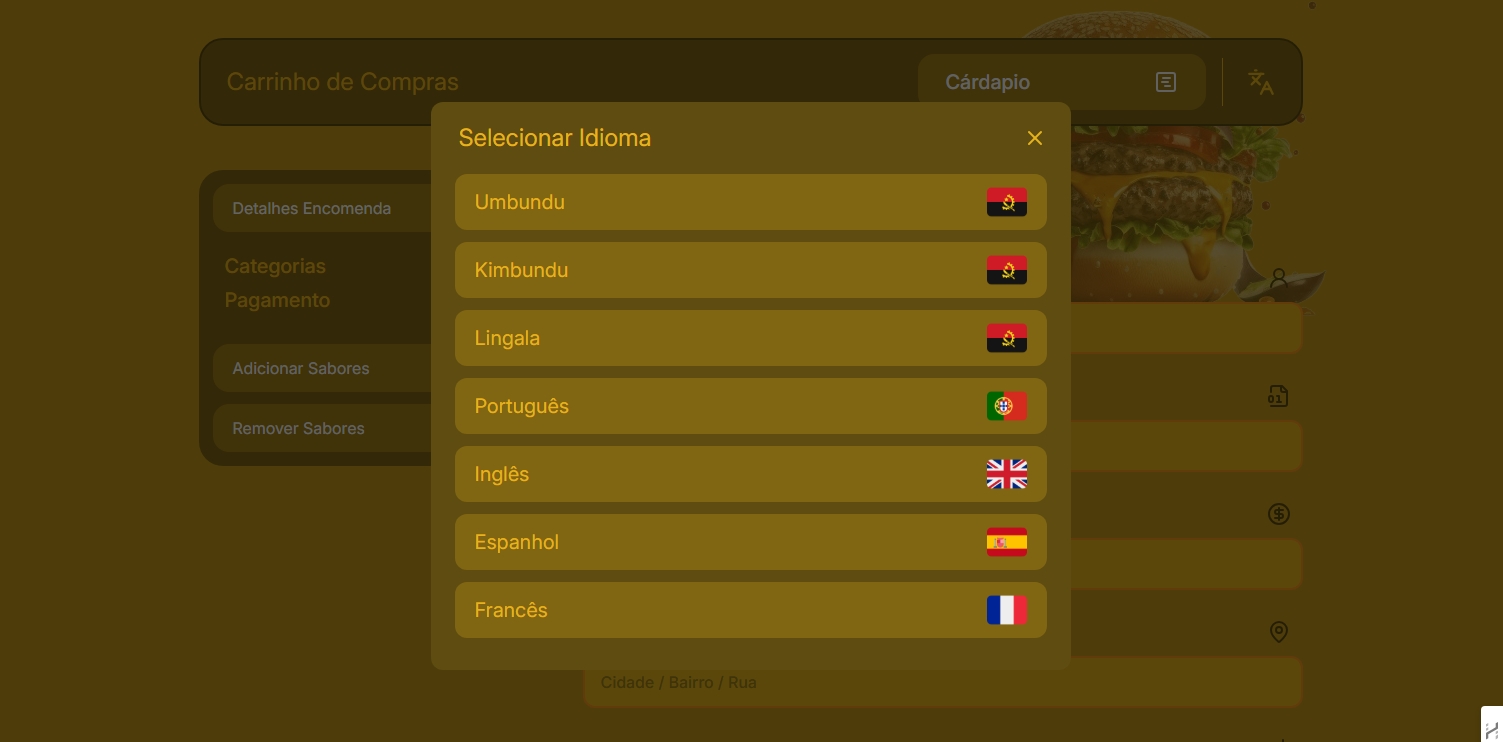 Carrinho de Compras
Cárdapio
Selecionar Idioma
Detalhes Encomenda
Categorias
Pagamento
Adicionar Sabores
Remover Sabores
Umbundu
Kimbundu
Lingala
Português
Inglês
Espanhol
Francês
01
Cidade / Bairro / Rua